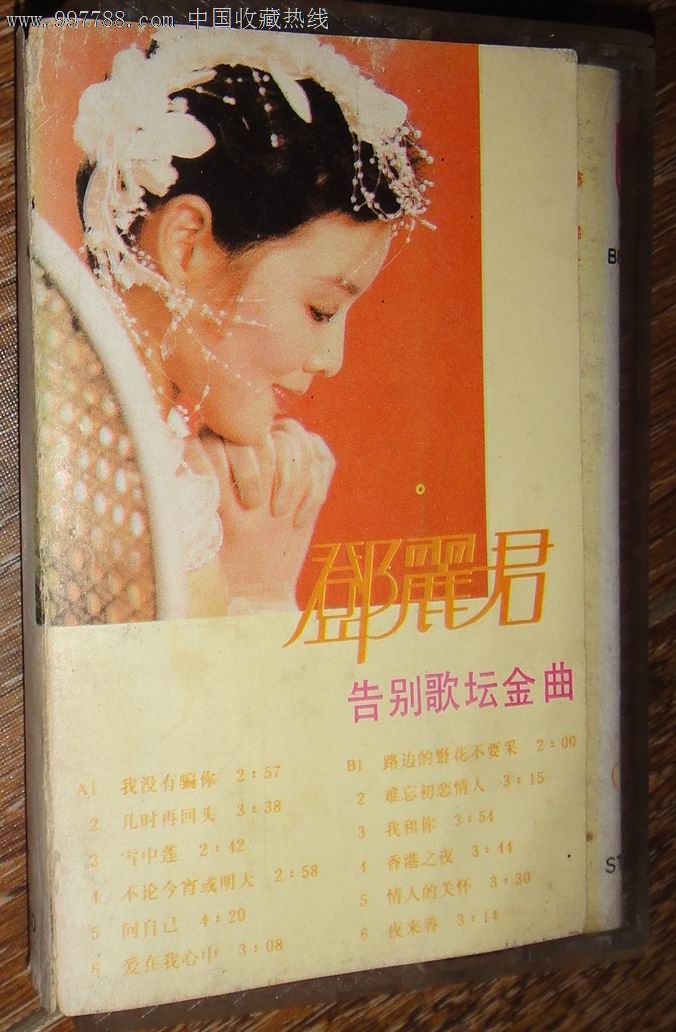 www.997788.com 中国收藏热线
鄧麗君
告别歌坛金曲
A1 我没有骗你 2:57
2 几时再回头 3:38
3 雪中莲 2:42
4 不论今宵或明天 2:58
5 问自己 4:20
6 爱在我心中 3:08
B1 路边的野花不要采 2:00
2 难忘初恋情人 3:15
3 我和你 3:54
4 香港之夜 3:44
5 情人的关怀 3:30
6 夜来香 3:14
ST